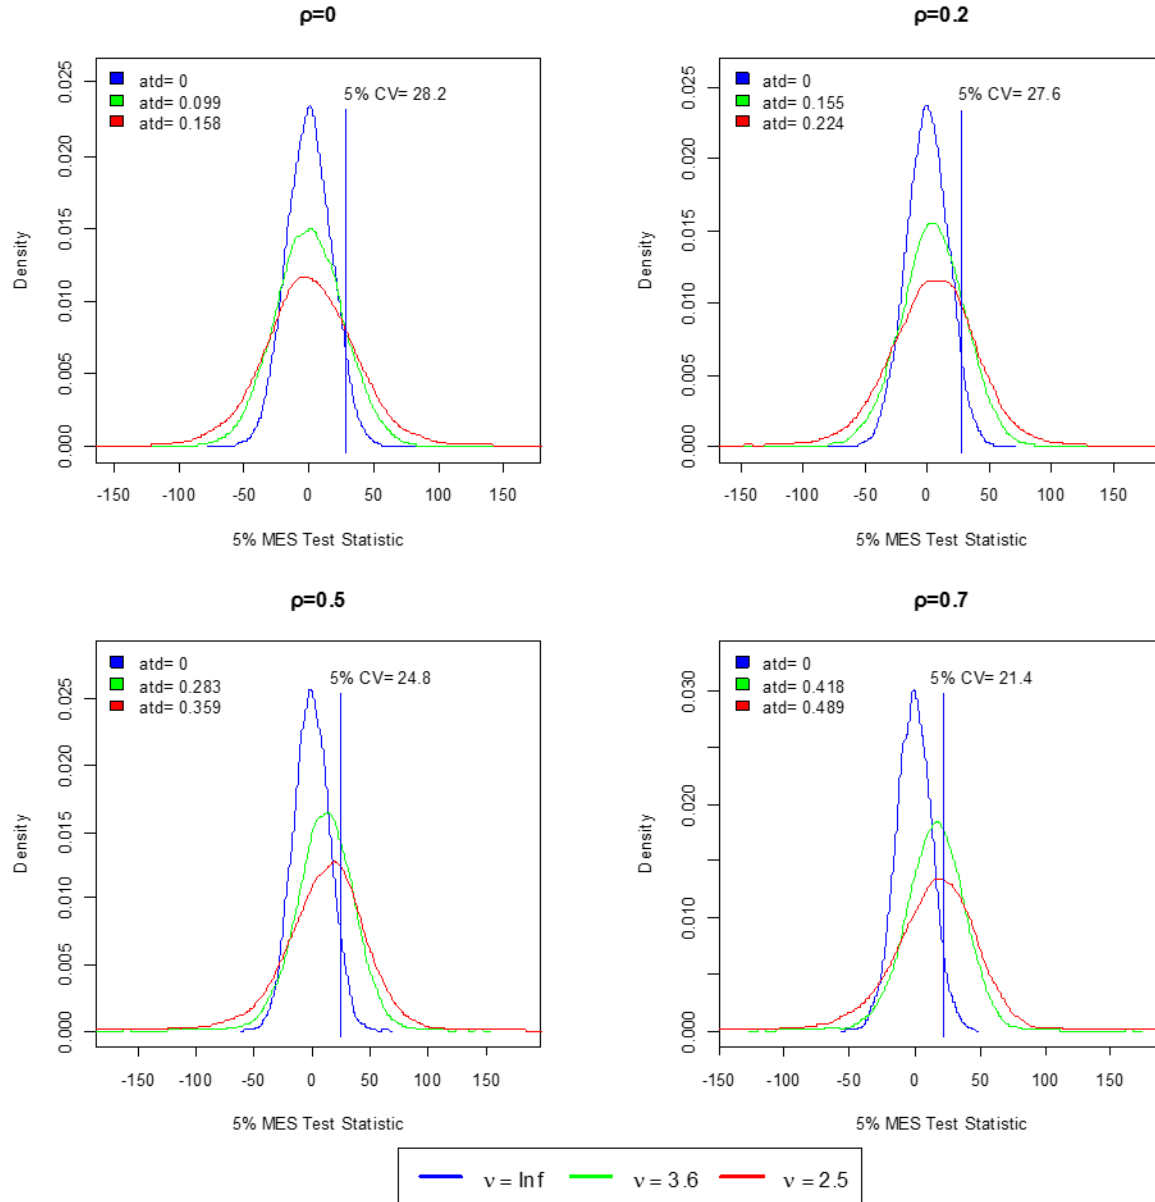 ρ=0
atd= 0
atd= 0.099
atd= 0.158
5% CV= 28.2
Density
0.025
0.020
0.015
0.010
0.005
0.000
-150 -100 -50 0 50 100 150
5% MES Test Statistic
ρ=0.2
atd= 0
atd= 0.155
atd= 0.224
5% CV= 27.6
Density
0.025
0.020
0.015
0.010
0.005
0.000
-150 -100 -50 0 50 100 150
5% MES Test Statistic
ρ=0.5
atd= 0
atd= 0.283
atd= 0.359
5% CV= 24.8
Density
0.025
0.020
0.015
0.010
0.005
0.000
-150 -100 -50 0 50 100 150
5% MES Test Statistic
ρ=0.7
atd= 0
atd= 0.418
atd= 0.489
5% CV= 21.4
Density
0.030
0.020
0.010
0.000
-150 -100 -50 0 50 100 150
5% MES Test Statistic
ν = Inf ν = 3.6 ν = 2.5